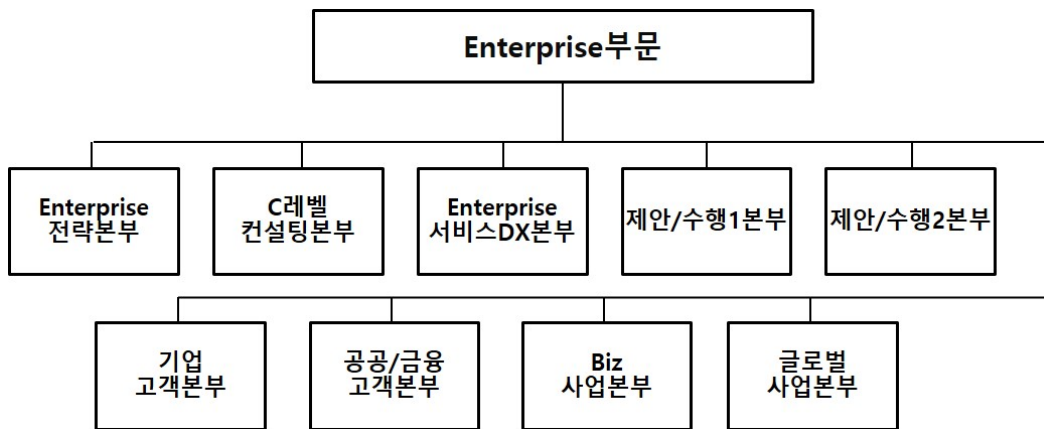 Enterprise부문
Enterprise
전략본부
C레벨
컨설팅본부
Enterprise
서비스DX본부
제안/수행1본부
제안/수행2본부
기업
고객본부
공공/금융
고객본부
Biz
사업본부
글로벌
사업본부